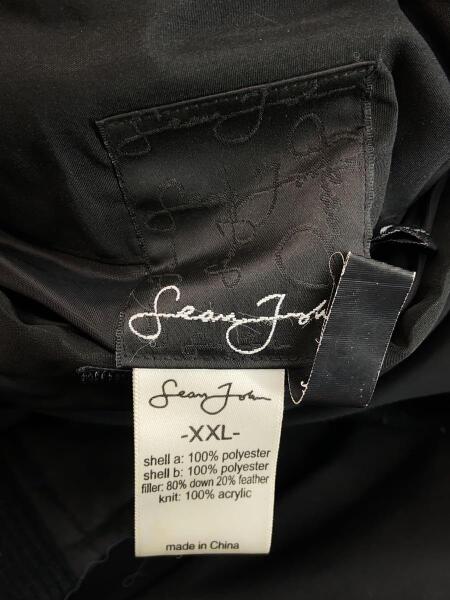 Sean John
Sean John
-XXL-
shell a: 100% polyester
shell b: 100% polyester
filler: 80% down 20% feather
knit: 100% acrylic
made in China